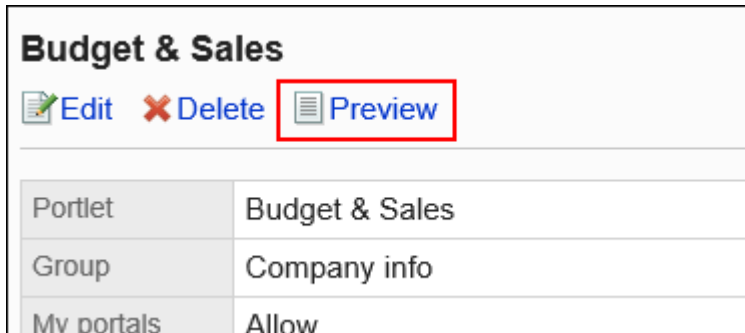 Budget & Sales
Edit Delete Preview
Portlet Budget & Sales
Group Company info
My portals Allow